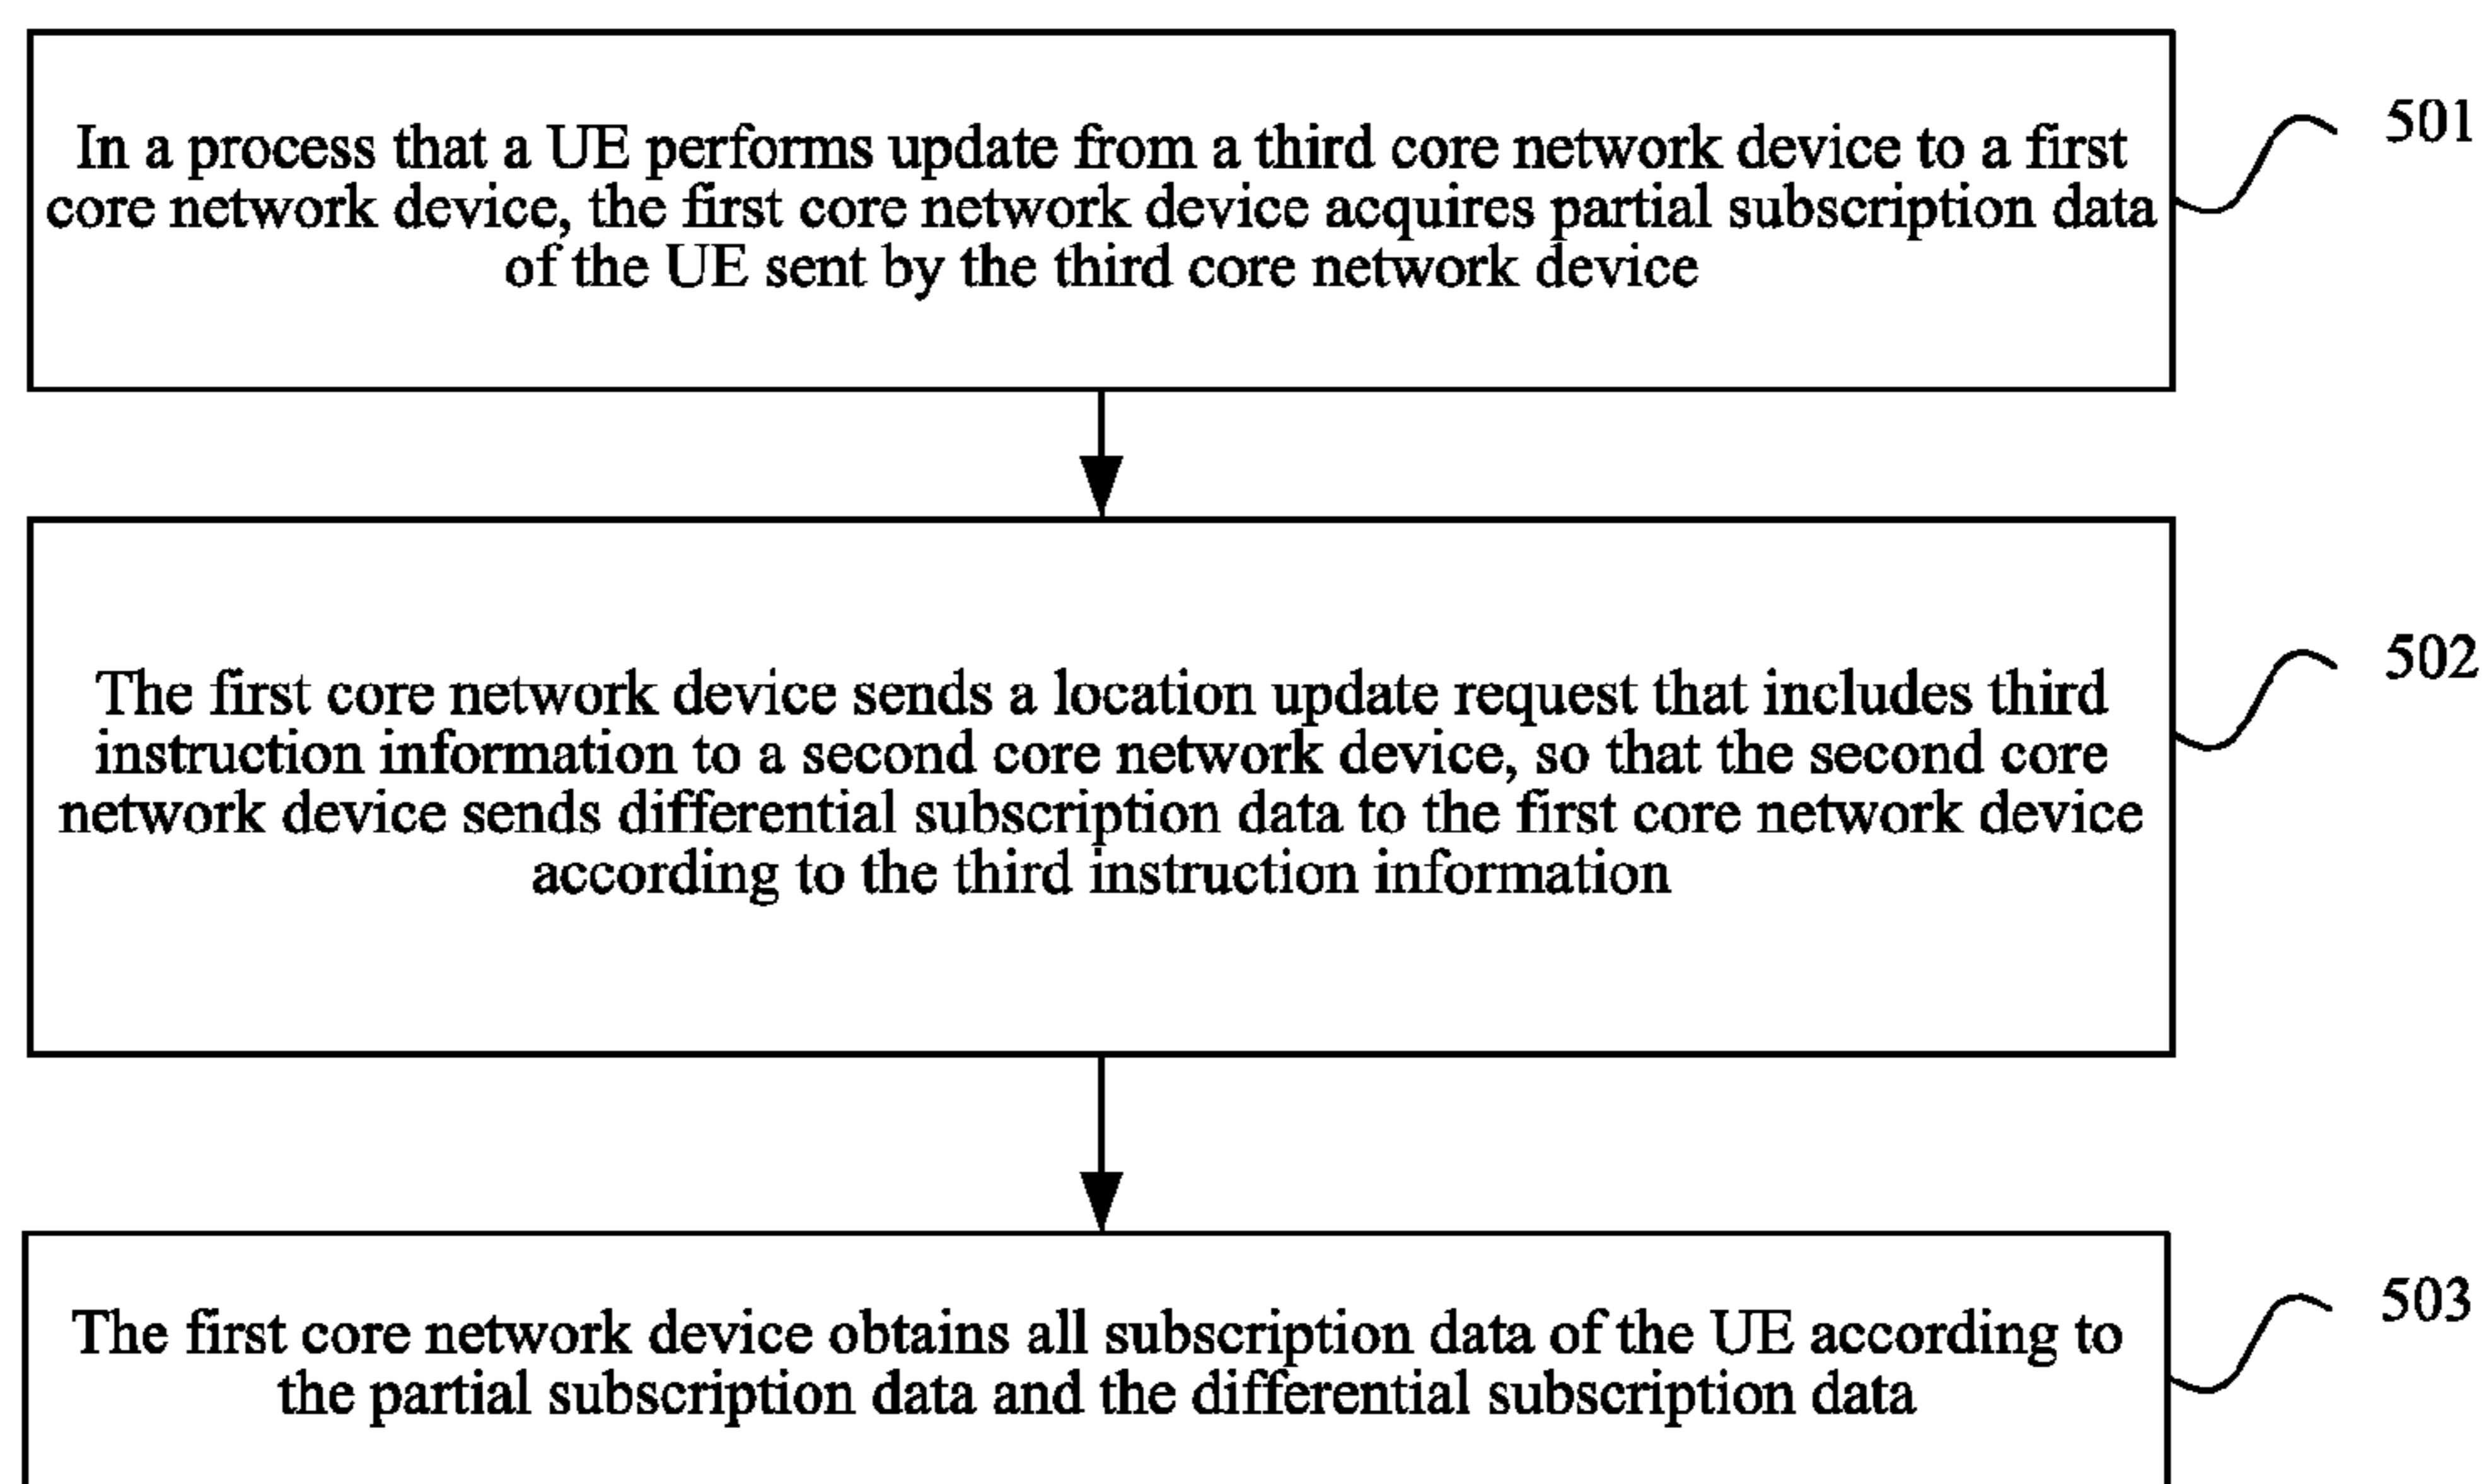 In a process that a UE performs update from a third core network device to a first
core network device, the first core network device acquires partial subscription data
of the UE sent by the third core network device
501
The first core network device sends a location update request that includes third
instruction information to a second core network device, so that the second core
network device sends differential subscription data to the first core network device
according to the third instruction information
502
The first core network device obtains all subscription data of the UE according to
the partial subscription data and the differential subscription data
503